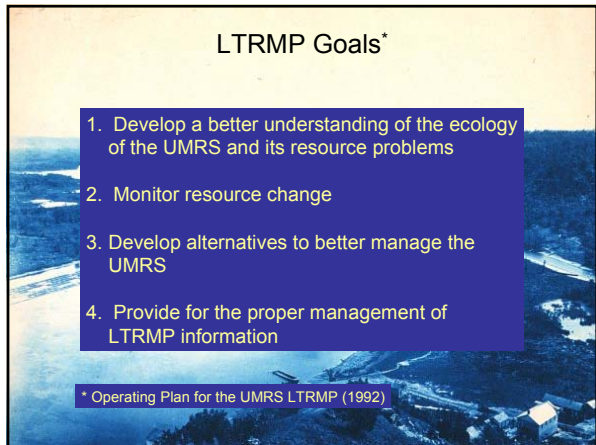 LTRMP Goals*
1. Develop a better understanding of the ecology
of the UMRS and its resource problems
2. Monitor resource change
3. Develop alternatives to better manage the
UMRS
4. Provide for the proper management of
LTRMP information
* Operating Plan for the UMRS LTRMP (1992)